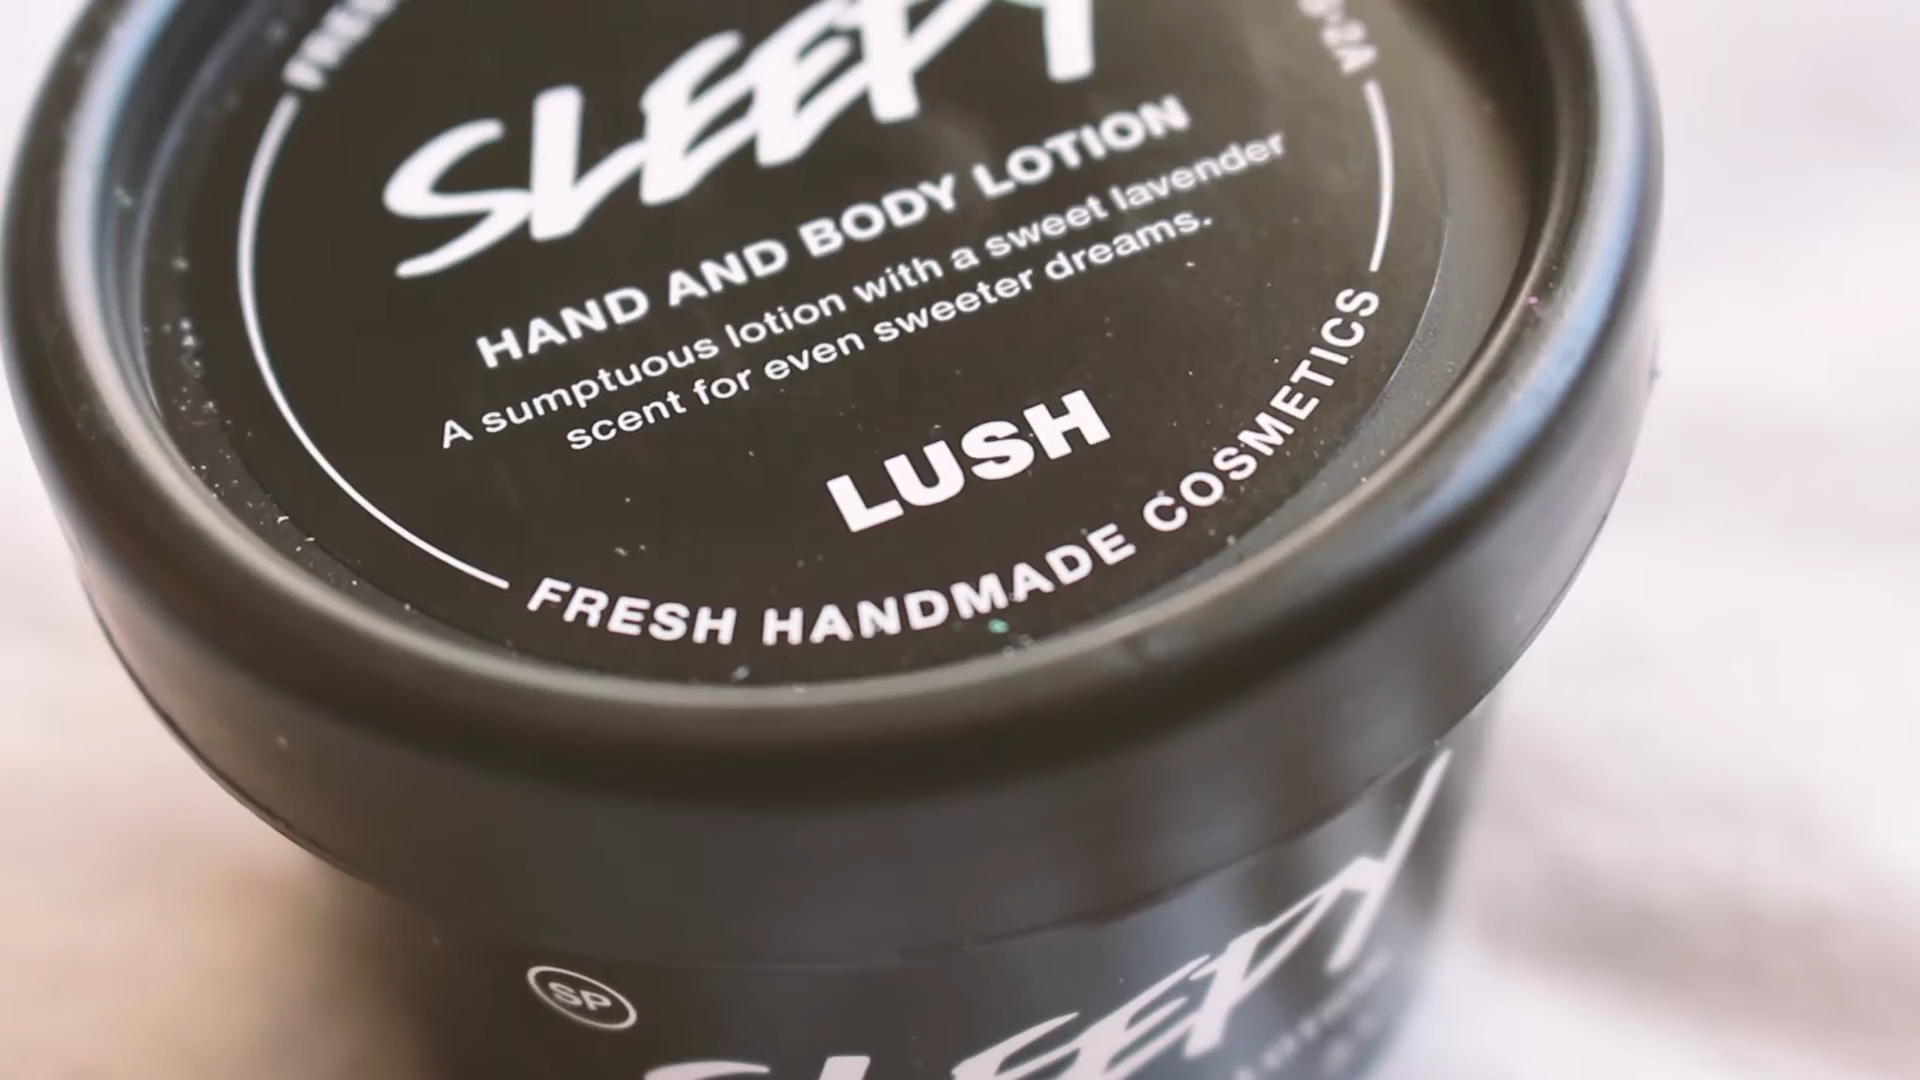 SLEEPY
HAND AND BODY LOTION
A sumptuous lotion with a sweet lavender
scent for even sweeter dreams.
LUSH
FRESH HANDMADE COSMETICS
SP
SLEEPY